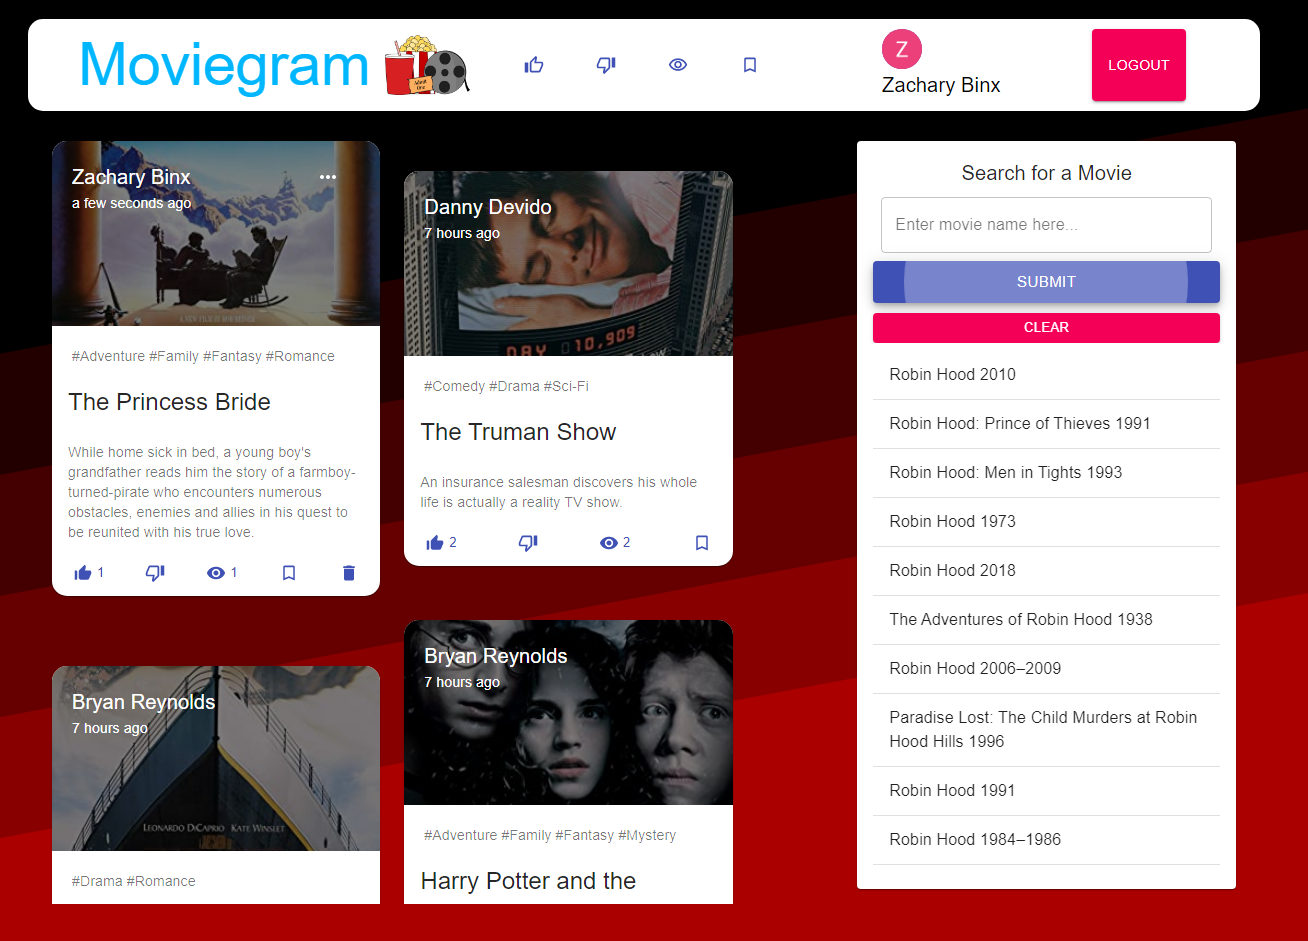 Moviegram
Admit
One
Z
Zachary Binx
LOGOUT
Zachary Binx
a few seconds ago
#Adventure #Family #Fantasy #Romance
The Princess Bride
While home sick in bed, a young boy's
grandfather reads him the story of a farmboy-
turned-pirate who encounters numerous
obstacles, enemies and allies in his quest to
be reunited with his true love.
1
1
Danny Devido
7 hours ago
DAY 10,909
#Comedy #Drama #Sci-Fi
The Truman Show
An insurance salesman discovers his whole
life is actually a reality TV show.
2
2
Bryan Reynolds
7 hours ago
LEONARDO DICAPRIO KATE WINSLET
#Drama #Romance
Bryan Reynolds
7 hours ago
#Adventure #Family #Fantasy #Mystery
Harry Potter and the
Search for a Movie
Enter movie name here...
SUBMIT
CLEAR
Robin Hood 2010
Robin Hood: Prince of Thieves 1991
Robin Hood: Men in Tights 1993
Robin Hood 1973
Robin Hood 2018
The Adventures of Robin Hood 1938
Robin Hood 2006–2009
Paradise Lost: The Child Murders at Robin
Hood Hills 1996
Robin Hood 1991
Robin Hood 1984–1986